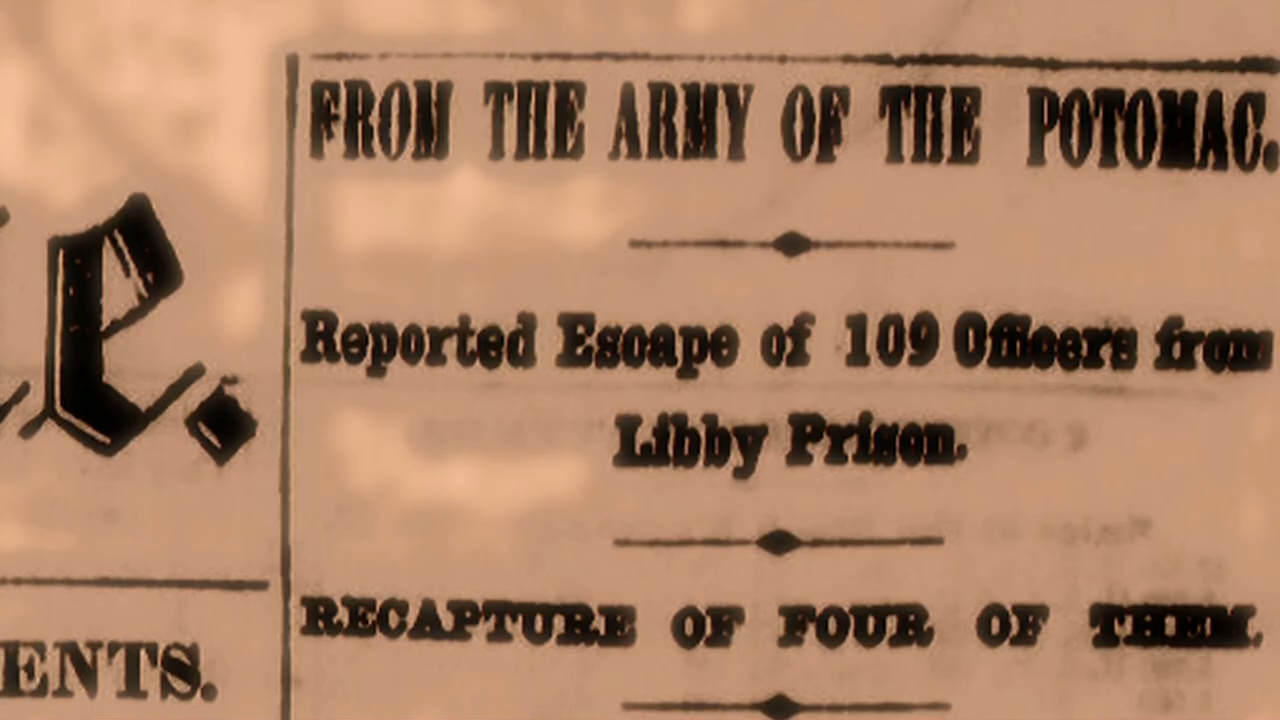 e.
ENTS.
FROM THE ARMY OF THE POTOMAC.
Reported Escape of 109 Officers from
Libby Prison.
RECAPTURE OF FOUR OF THEM.